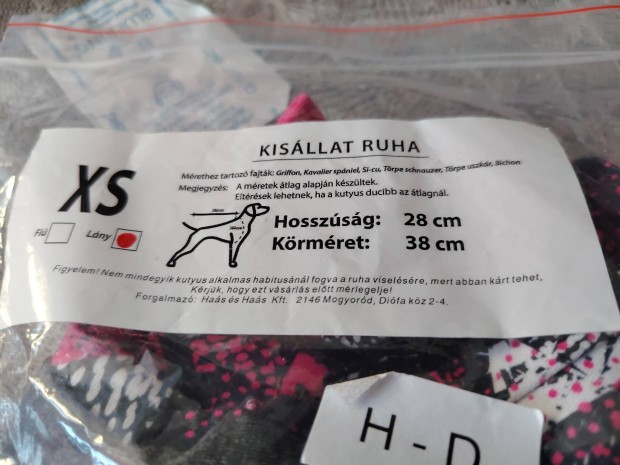 KISÁLLAT RUHA
XS
Mérethez tartozó fajták: Griffon, Kavalier spániel, Si-cu, Törpe schnauzer, Törpe uszkár, Bichon
Megjegyzés: A méretek átlag alapján készültek.
Eltérések lehetnek, ha a kutyus ducibb az átlagnál.
Fiú Lány
Hosszúság: 28 cm
Körméret: 38 cm
Figyelem! Nem mindegyik kutyus alkalmas habitusánál fogva a ruha viselésére, mert abban kárt tehet,
Kérjük, hogy ezt vásárlás előtt mérlegelje!
Forgalmazó: Haás és Haás Kft. 2146 Mogyoród, Diófa köz 2-4.
H - D